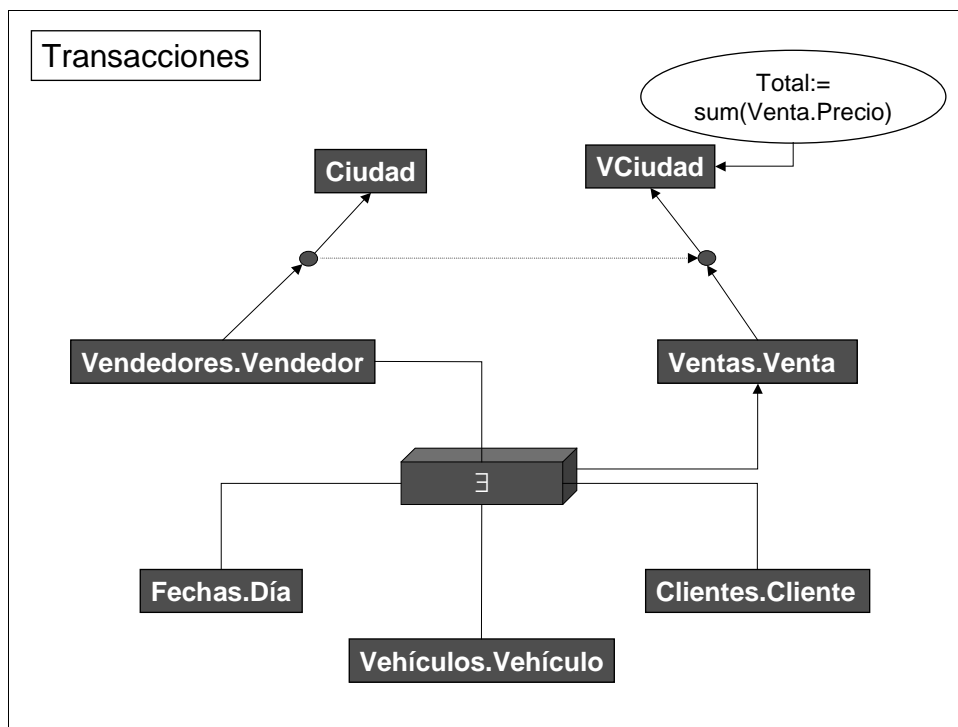 Transacciones
Total:=
sum(Venta.Precio)
Ciudad
VCiudad
Vendedores.Vendedor
Ventas.Venta
∃
Fechas.Día
Clientes.Cliente
Vehículos.Vehículo